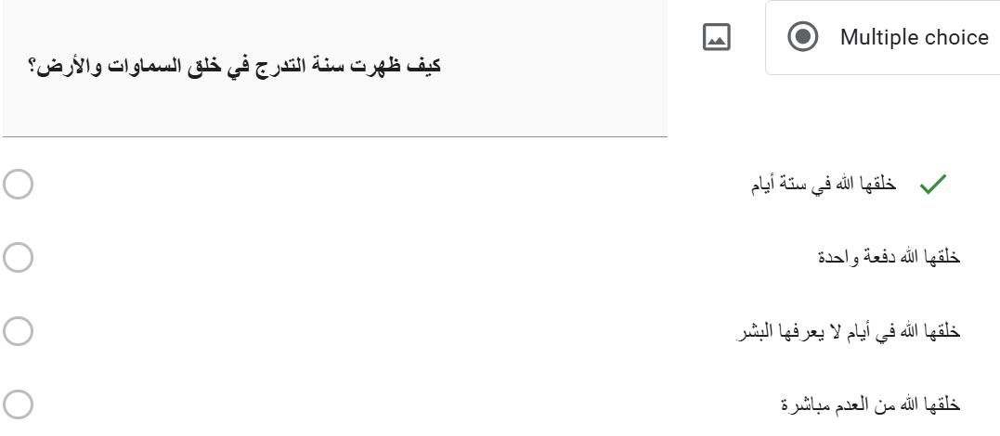 Multiple choice
كيف ظهرت سنة التدرج في خلق السماوات والأرض؟
خلقها الله في ستة أيام
خلقها الله دفعة واحدة
خلقها الله في أيام لا يعرفها البشر
خلقها الله من العدم مباشرة